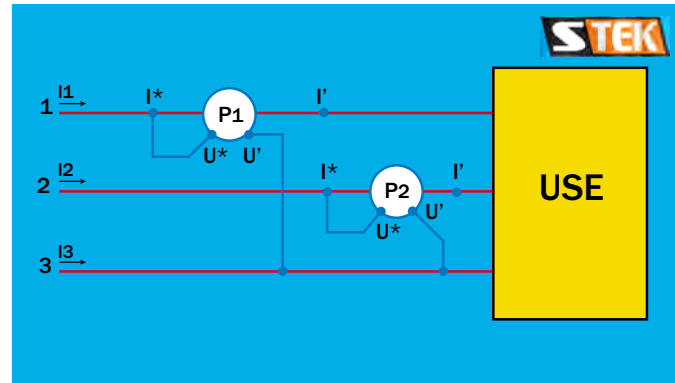 STEK
I1
1
I*
P1
I'
U* U'
I2
2
I*
P2
I'
USE
U'
U*
I3
3